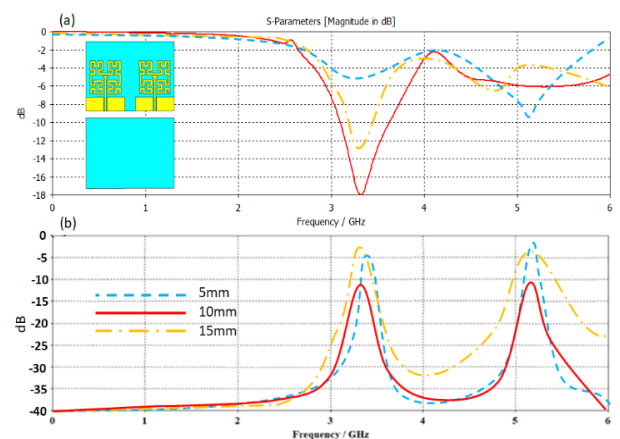 (a)
S-Parameters [Magnitude in dB]
0
-2
-4
-6
-8
-10
-12
-14
-16
-18
dB
0 1 2 3 4 5 6
Frequency / GHz
(b)
0
-5
-10
-15
-20
-25
-30
-35
-40
dB
5mm
10mm
15mm
0 1 2 3 4 5 6
Frequency / GHz